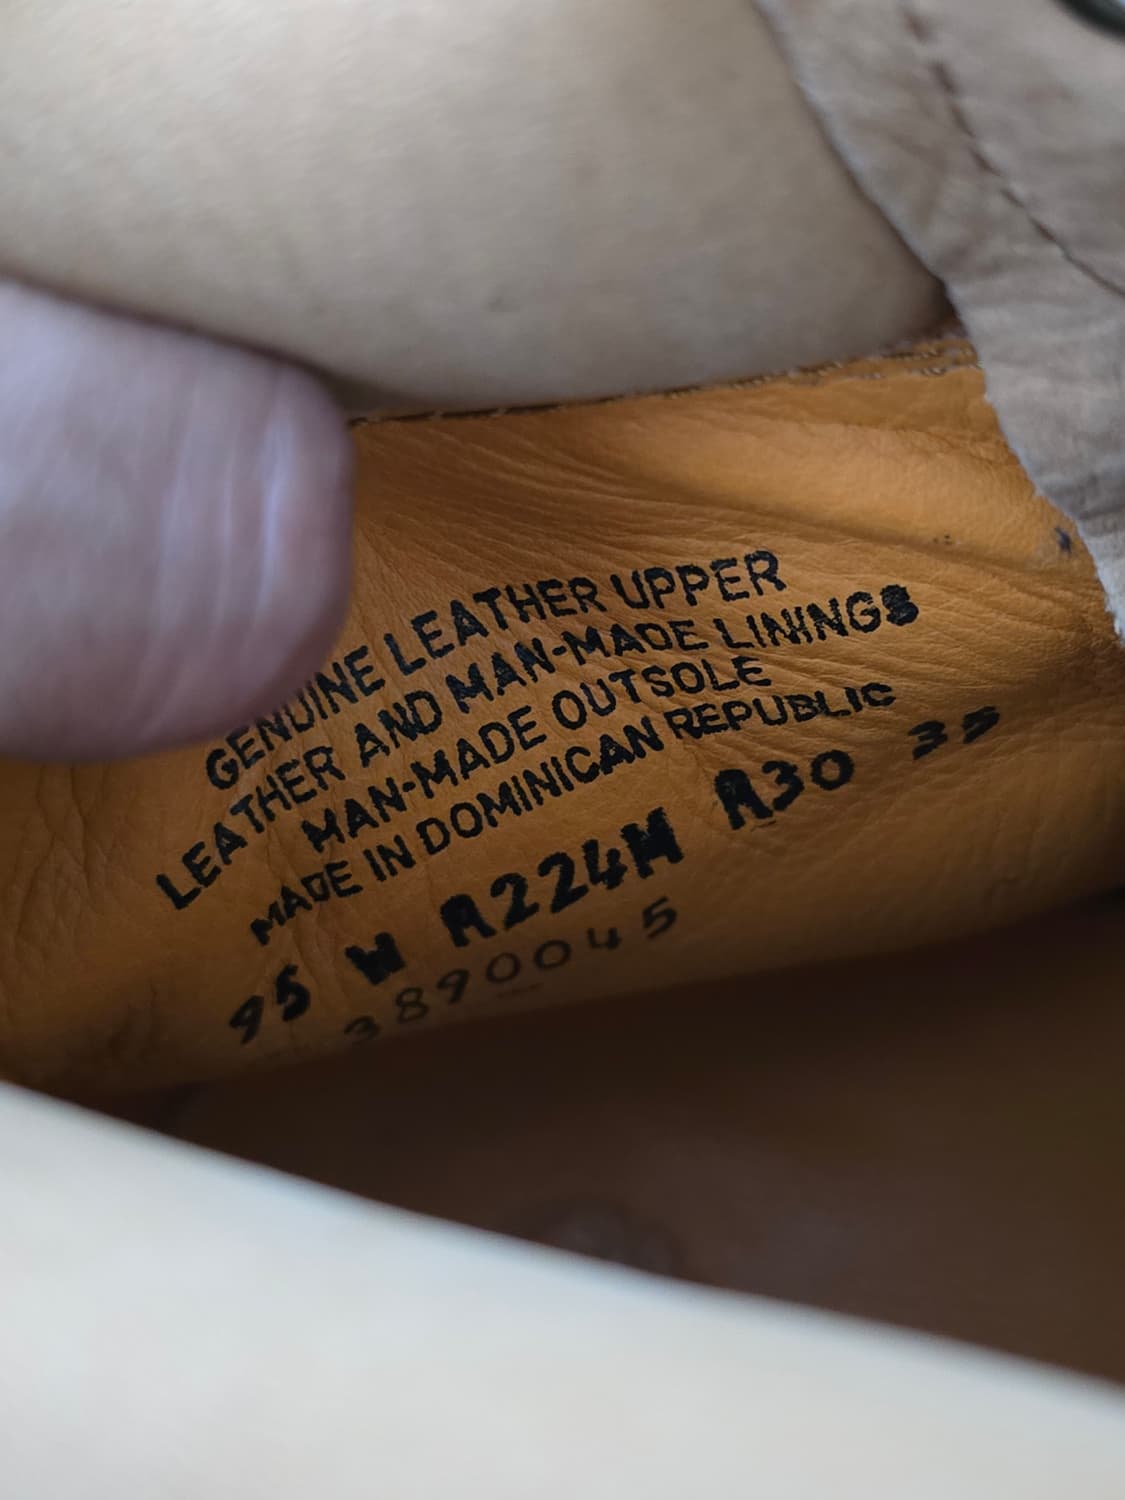 GENUINE LEATHER UPPER
LEATHER AND MAN-MADE LININGS
MAN-MADE OUTSOLE
MADE IN DOMINICAN REPUBLIC
95 W A224M A30 35
3890045